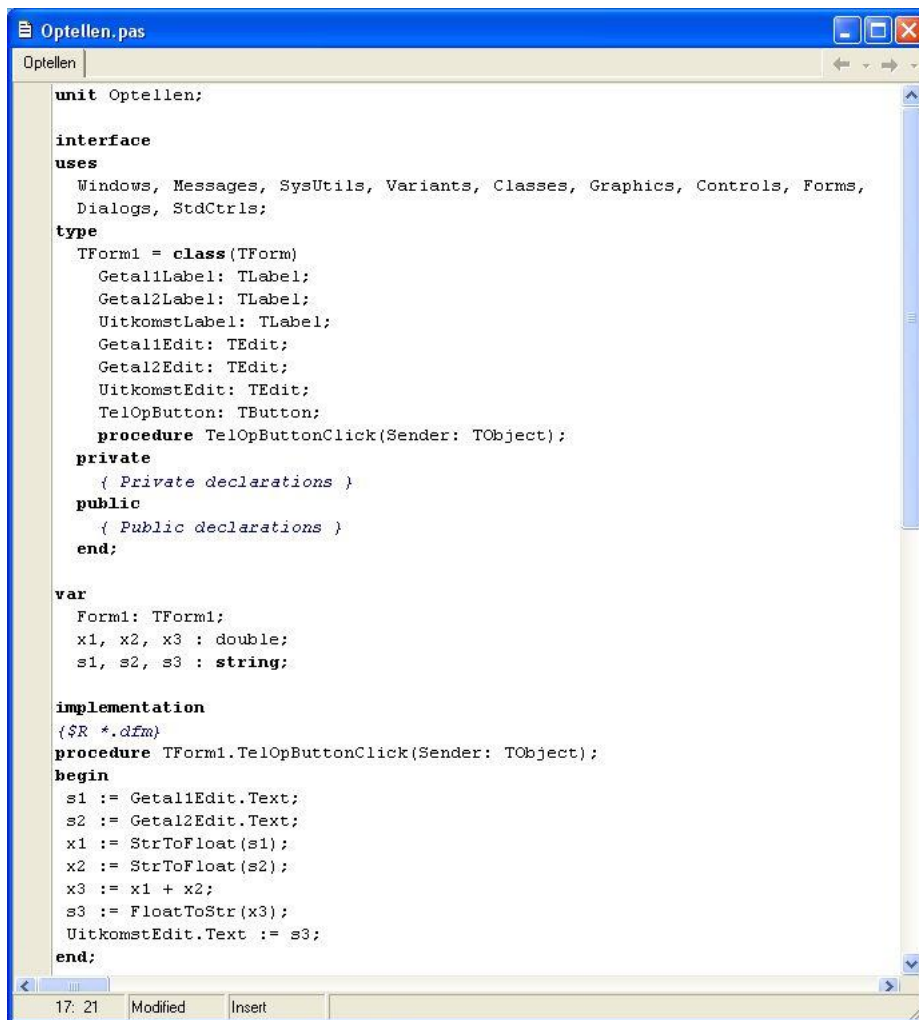 Optellen.pas
Optellen
unit Optellen;
interface
uses
Windows, Messages, SysUtils, Variants, Classes, Graphics, Controls, Forms,
Dialogs, StdCtrls;
type
TForm1 = class(TForm)
Getal1Label: TLabel;
Getal2Label: TLabel;
UitkomstLabel: TLabel;
Getal1Edit: TEdit;
Getal2Edit: TEdit;
UitkomstEdit: TEdit;
TelOpButton: TButton;
procedure TelOpButtonClick(Sender: TObject);
private
{ Private declarations }
public
{ Public declarations }
end;
var
Form1: TForm1;
x1, x2, x3 : double;
s1, s2, s3 : string;
implementation
{$R *.dfm}
procedure TForm1.TelOpButtonClick(Sender: TObject);
begin
s1 := Getal1Edit.Text;
s2 := Getal2Edit.Text;
x1 := StrToFloat(s1);
x2 := StrToFloat(s2);
x3 := x1 + x2;
s3 := FloatToStr(x3);
UitkomstEdit.Text := s3;
end;
17: 21 Modified Insert